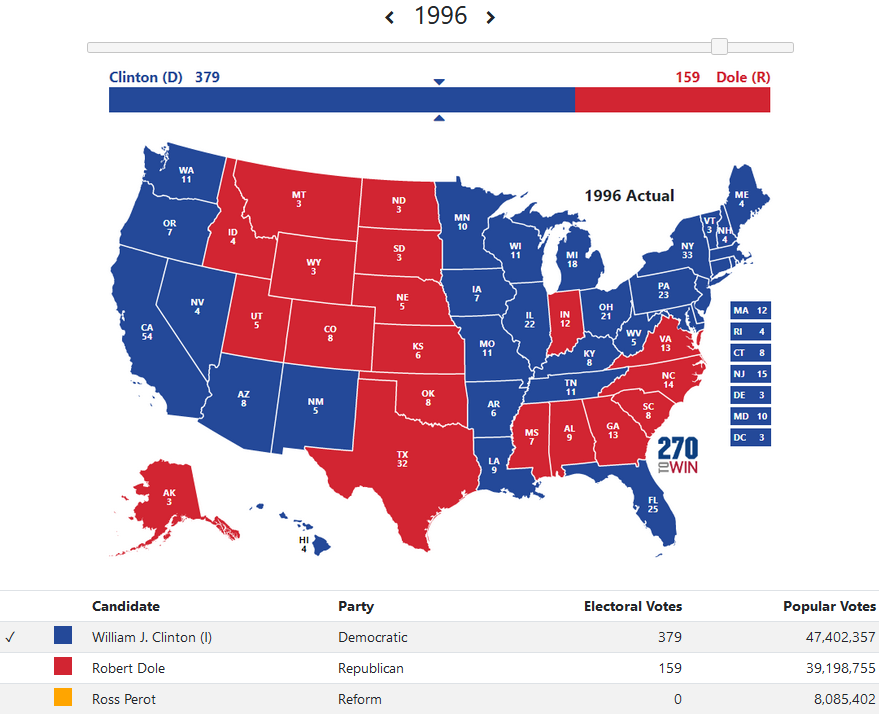 1996
Clinton (D) 379
159 Dole (R)
1996 Actual
WA
11
OR
7
CA
54
NV
4
ID
4
MT
3
WY
3
UT
5
AZ
8
CO
8
NM
5
ND
3
SD
3
NE
5
KS
6
OK
8
TX
32
MN
10
IA
7
MO
11
AR
6
LA
9
WI
11
IL
22
MI
18
IN
12
OH
21
KY
8
TN
11
MS
7
AL
9
GA
13
FL
25
SC
8
NC
14
VA
13
WV
5
PA
23
NY
33
VT
3
NH
4
ME
4
AK
3
HI
4
MA 12
RI 4
CT 8
NJ 15
DE 3
MD 10
DC 3
270
TO WIN
Candidate Party Electoral Votes Popular Votes
✓ William J. Clinton (I) Democratic 379 47,402,357
Robert Dole Republican 159 39,198,755
Ross Perot Reform 0 8,085,402